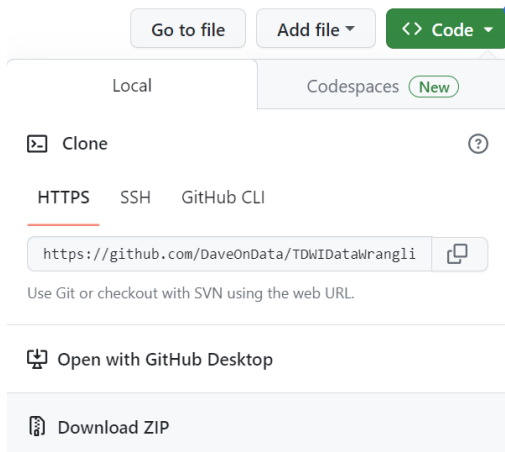 Go to file Add file <> Code
Local Codespaces New
Clone
HTTPS SSH GitHub CLI
https://github.com/DaveOnData/TDWIDataWrangli
Use Git or checkout with SVN using the web URL.
Open with GitHub Desktop
Download ZIP